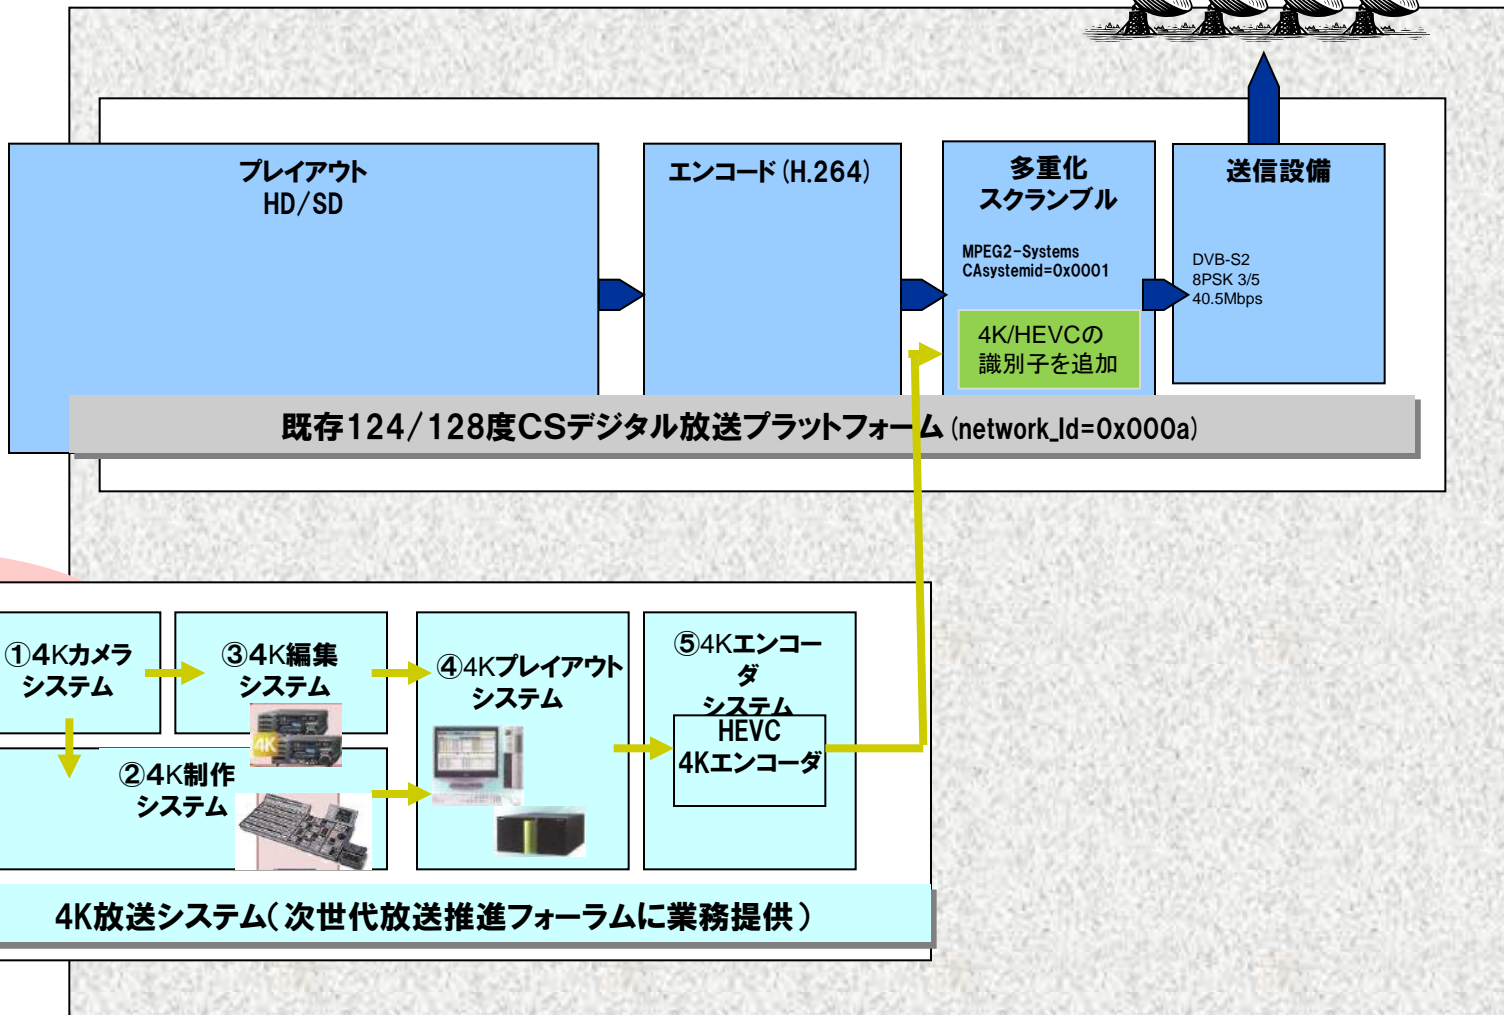 プレイアウト
HD/SD
エンコード(H.264)
多重化
スクランブル
MPEG2-Systems
CAsystemid=0x0001
4K/HEVCの
識別子を追加
送信設備
DVB-S2
8PSK 3/5
40.5Mbps
既存124/128度CSデジタル放送プラットフォーム(network_Id=0x000a)
①4Kカメラ
システム
③4K編集
システム
4K
②4K制作
システム
④4Kプレイアウト
システム
⑤4Kエンコー
ダ
システム
HEVC
4Kエンコーダ
4K放送システム(次世代放送推進フォーラムに業務提供)